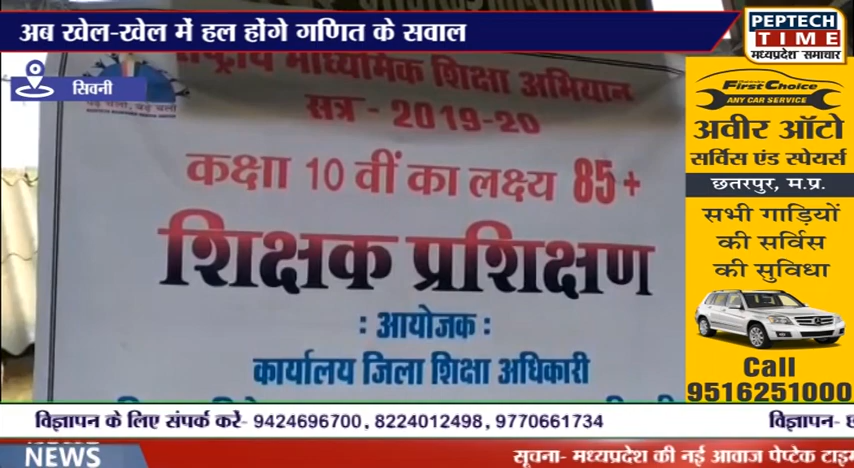 अब खेल-खेल में हल होंगे गणित के सवाल
PEPTECH
TIME
मध्यप्रदेश समाचार
सिवनी
राष्ट्रीय माध्यमिक शिक्षा अभियान
सत्र - 2019-20
कक्षा 10 वीं का लक्ष्य 85+
शिक्षक प्रशिक्षण
: आयोजक :
कार्यालय जिला शिक्षा अधिकारी
First Choice
ANY CAR SERVICE
अवीर ऑटो
सर्विस एंड स्पेयर्स
छतरपुर, म.प्र.
सभी गाड़ियों
की सर्विस
की सुविधा
Call
9516251000
विज्ञापन के लिए संपर्क करें- 9424696700, 8224012498, 9770661734
विज्ञापन-
NEWS
सूचना- मध्यप्रदेश की नई आवाज पेप्टेक टाइम